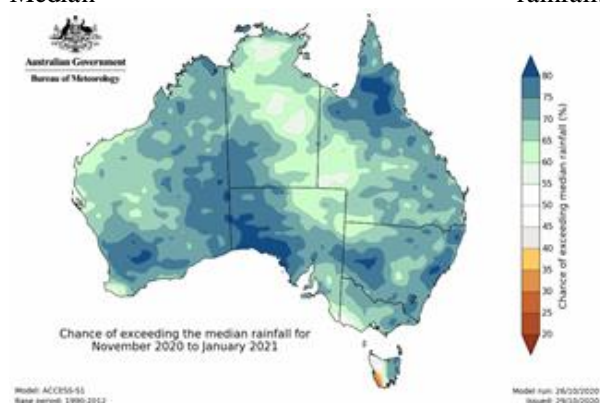 Median rainfall
Australian Government
Bureau of Meteorology
80
75
70
65
60
55
50
45
40
35
30
25
20
Chance of exceeding median rainfall (%)
Chance of exceeding the median rainfall for
November 2020 to January 2021
Model: ACCESS-S1
Base period: 1990-2012
Model run: 26/10/2020
Issued: 29/10/2020